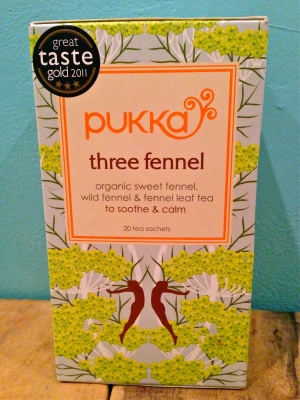 great
taste
gold 2011
pukka
three fennel
organic sweet fennel,
wild fennel & fennel leaf tea
to soothe & calm
20 tea sachets